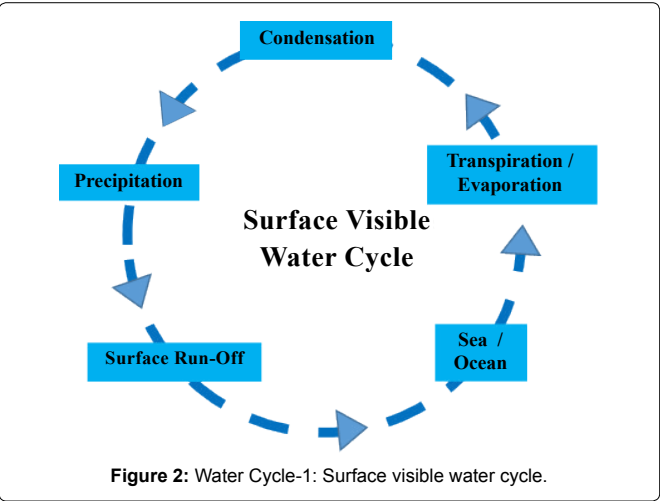 Condensation
Transpiration /
Evaporation
Precipitation
Surface Visible
Water Cycle
Sea /
Ocean
Surface Run-Off
Figure 2: Water Cycle-1: Surface visible water cycle.